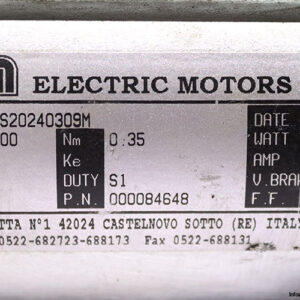 m ELECTRIC MOTORS
S20240309M DATE
00 Nm 0.35 WATT
Ke AMP
DUTY S1 V.BRAK
P.N. 000084648 F.F.
TTA N°1 42024 CASTELNOVO SOTTO (RE) ITALY
0522-682723-688173 Fax 0522-688131